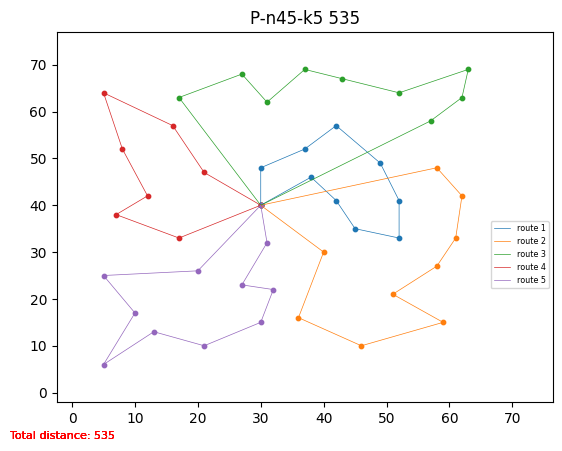 P-n45-k5 535
70
60
50
40
30
20
10
0
route 1
route 2
route 3
route 4
route 5
0 10 20 30 40 50 60 70
Total distance: 535